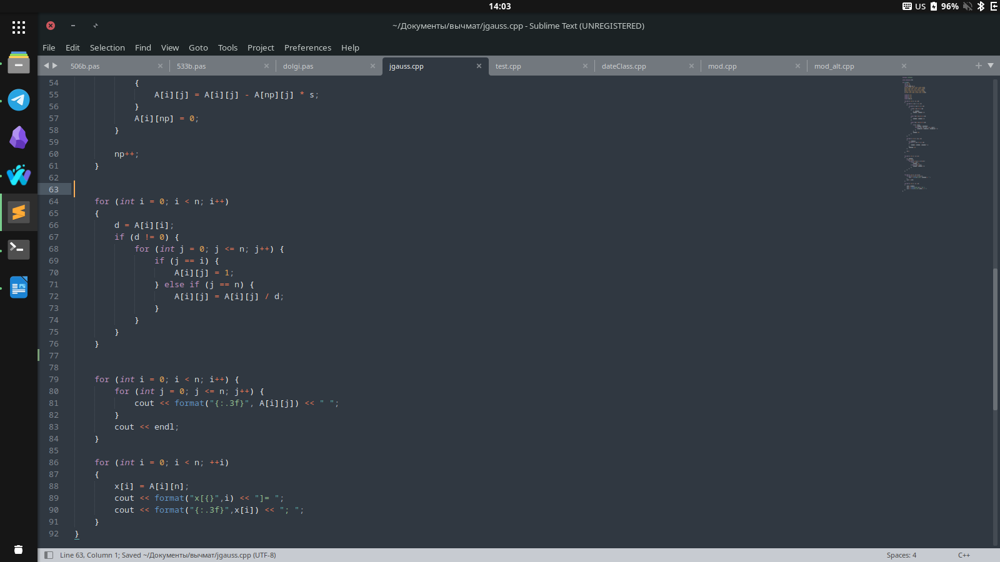 14:03
US 96%
~/Документы/вычмат/jgauss.cpp - Sublime Text (UNREGISTERED)
File Edit Selection Find View Goto Tools Project Preferences Help
506b.pas 533b.pas dolgi.pas jgauss.cpp test.cpp dateClass.cpp mod.cpp mod_alt.cpp
54 {
55 A[i][j] = A[i][j] - A[np][j] * s;
56 }
57 A[i][np] = 0;
58 }
59
60 np++;
61 }
62
63
64 for (int i = 0; i < n; i++)
65 {
66 d = A[i][i];
67 if (d != 0) {
68 for (int j = 0; j <= n; j++) {
69 if (j == i) {
70 A[i][j] = 1;
71 } else if (j == n) {
72 A[i][j] = A[i][j] / d;
73 }
74 }
75 }
76 }
77
78
79 for (int i = 0; i < n; i++) {
80 for (int j = 0; j <= n; j++) {
81 cout << format("{:.3f}", A[i][j]) << " ";
82 }
83 cout << endl;
84 }
85
86 for (int i = 0; i < n; ++i)
87 {
88 x[i] = A[i][n];
89 cout << format("x[{}",i) << "]= ";
90 cout << format("{:.3f}",x[i]) << "; ";
91 }
92 }
Line 63, Column 1; Saved ~/Документы/вычмат/jgauss.cpp (UTF-8) Spaces: 4 C++